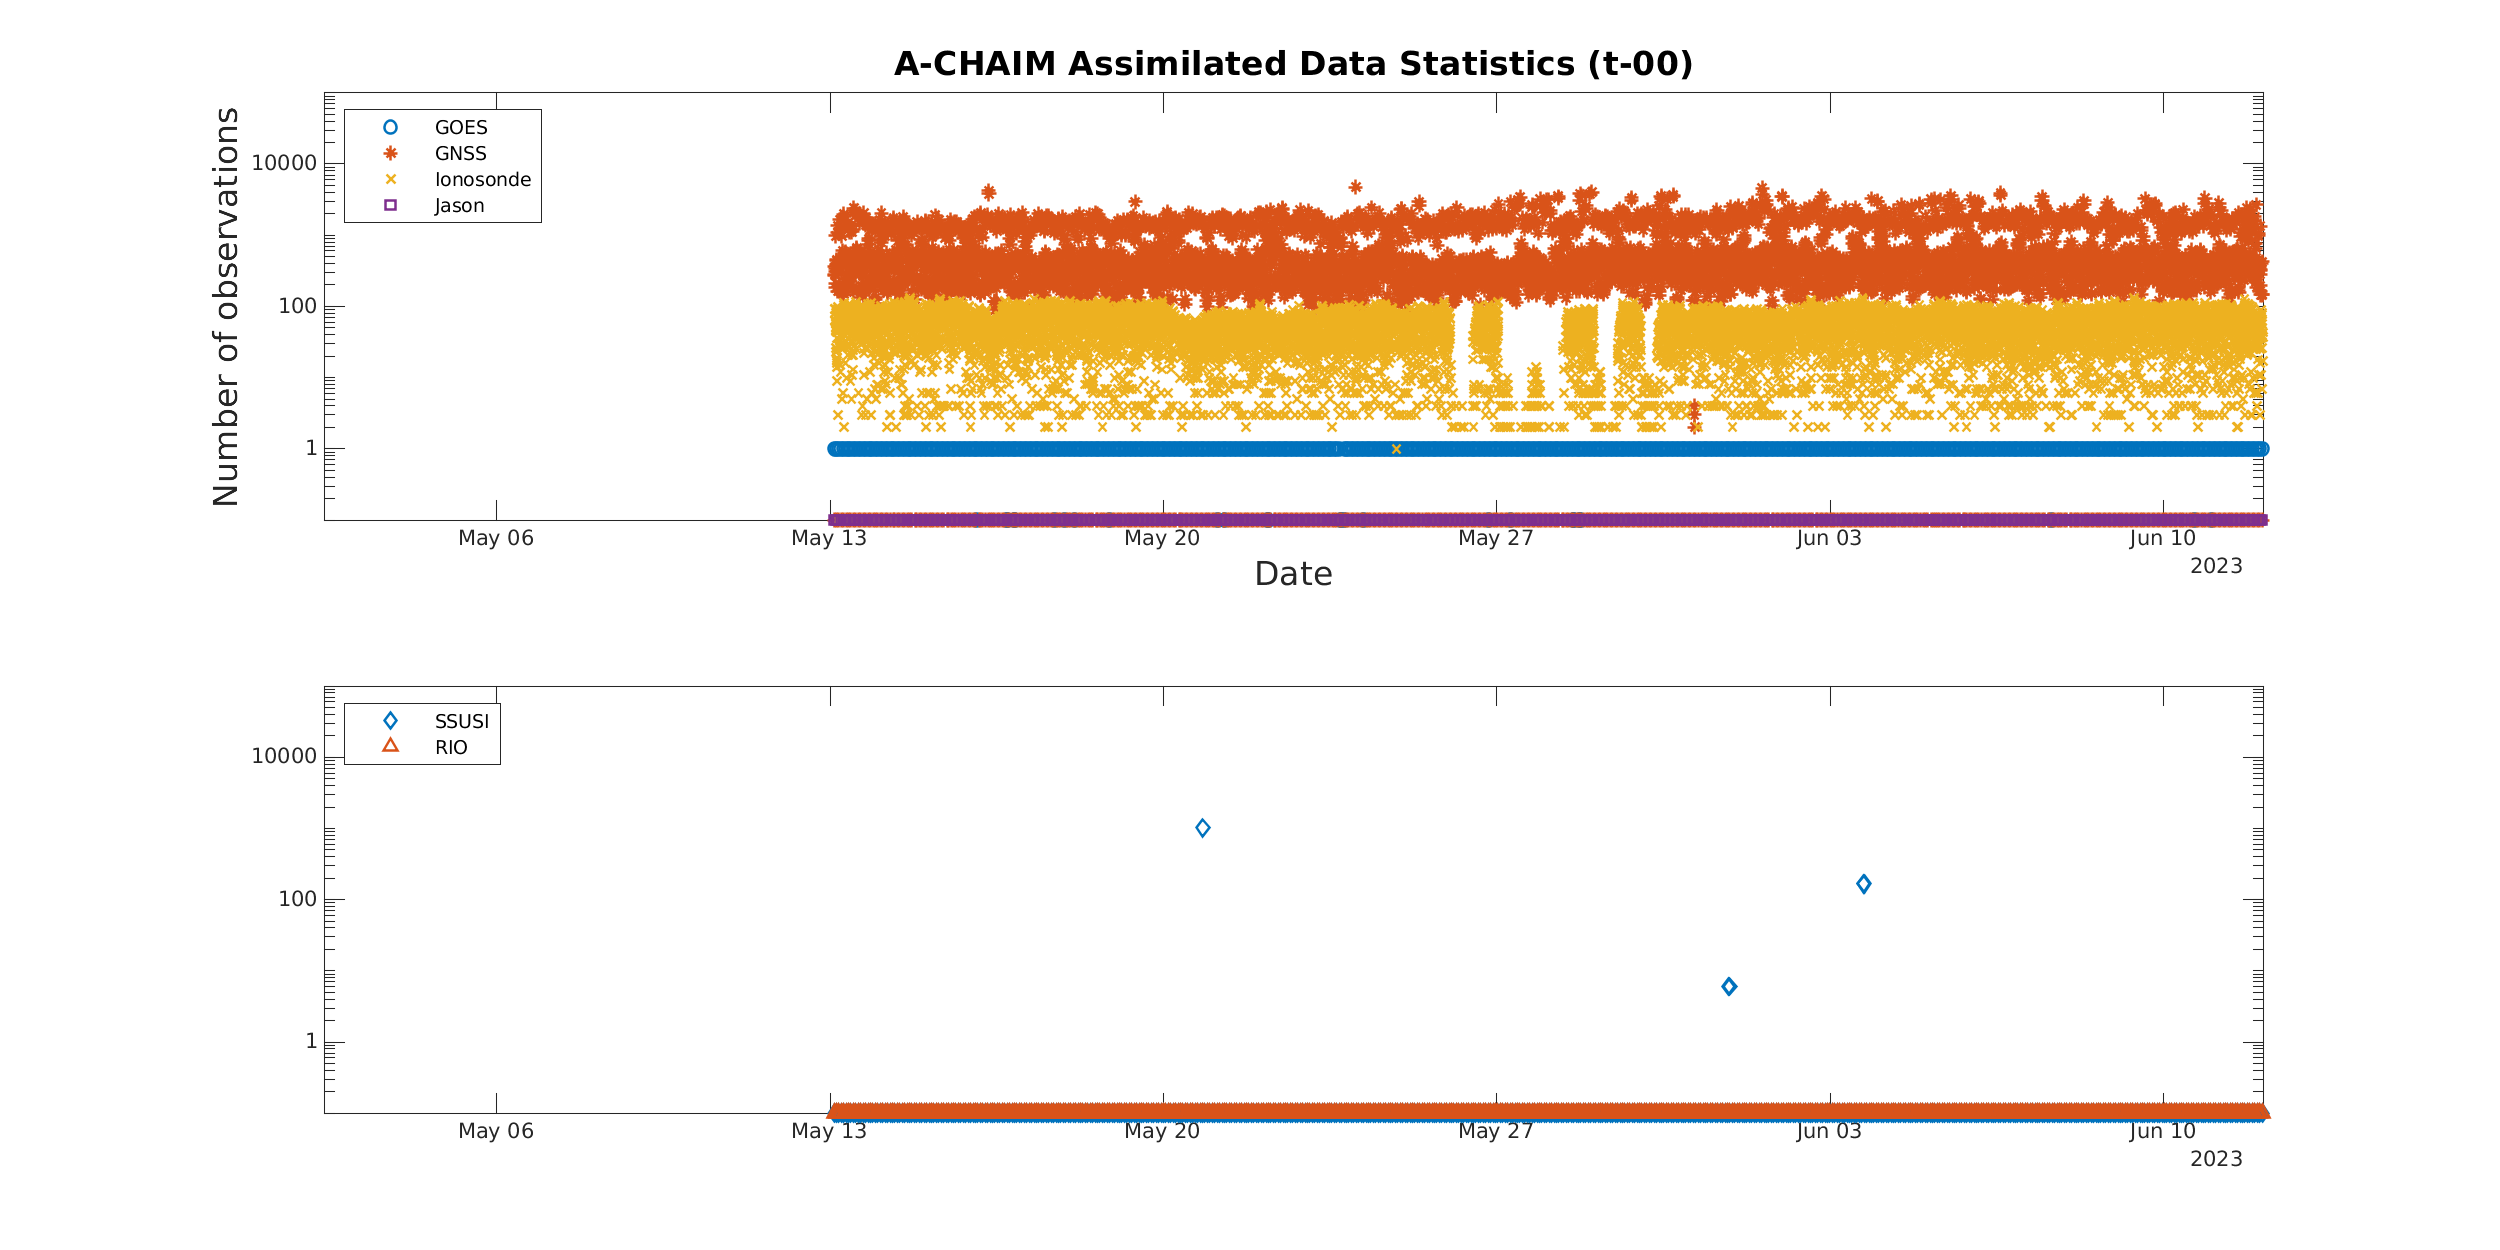 A-CHAIM Assimilated Data Statistics (t-00)
Number of observations
GOES
GNSS
Ionosonde
Jason
10000
100
1
May 06 May 13 May 20 May 27 Jun 03 Jun 10
2023
Date
SSUSI
RIO
10000
100
1
May 06 May 13 May 20 May 27 Jun 03 Jun 10
2023